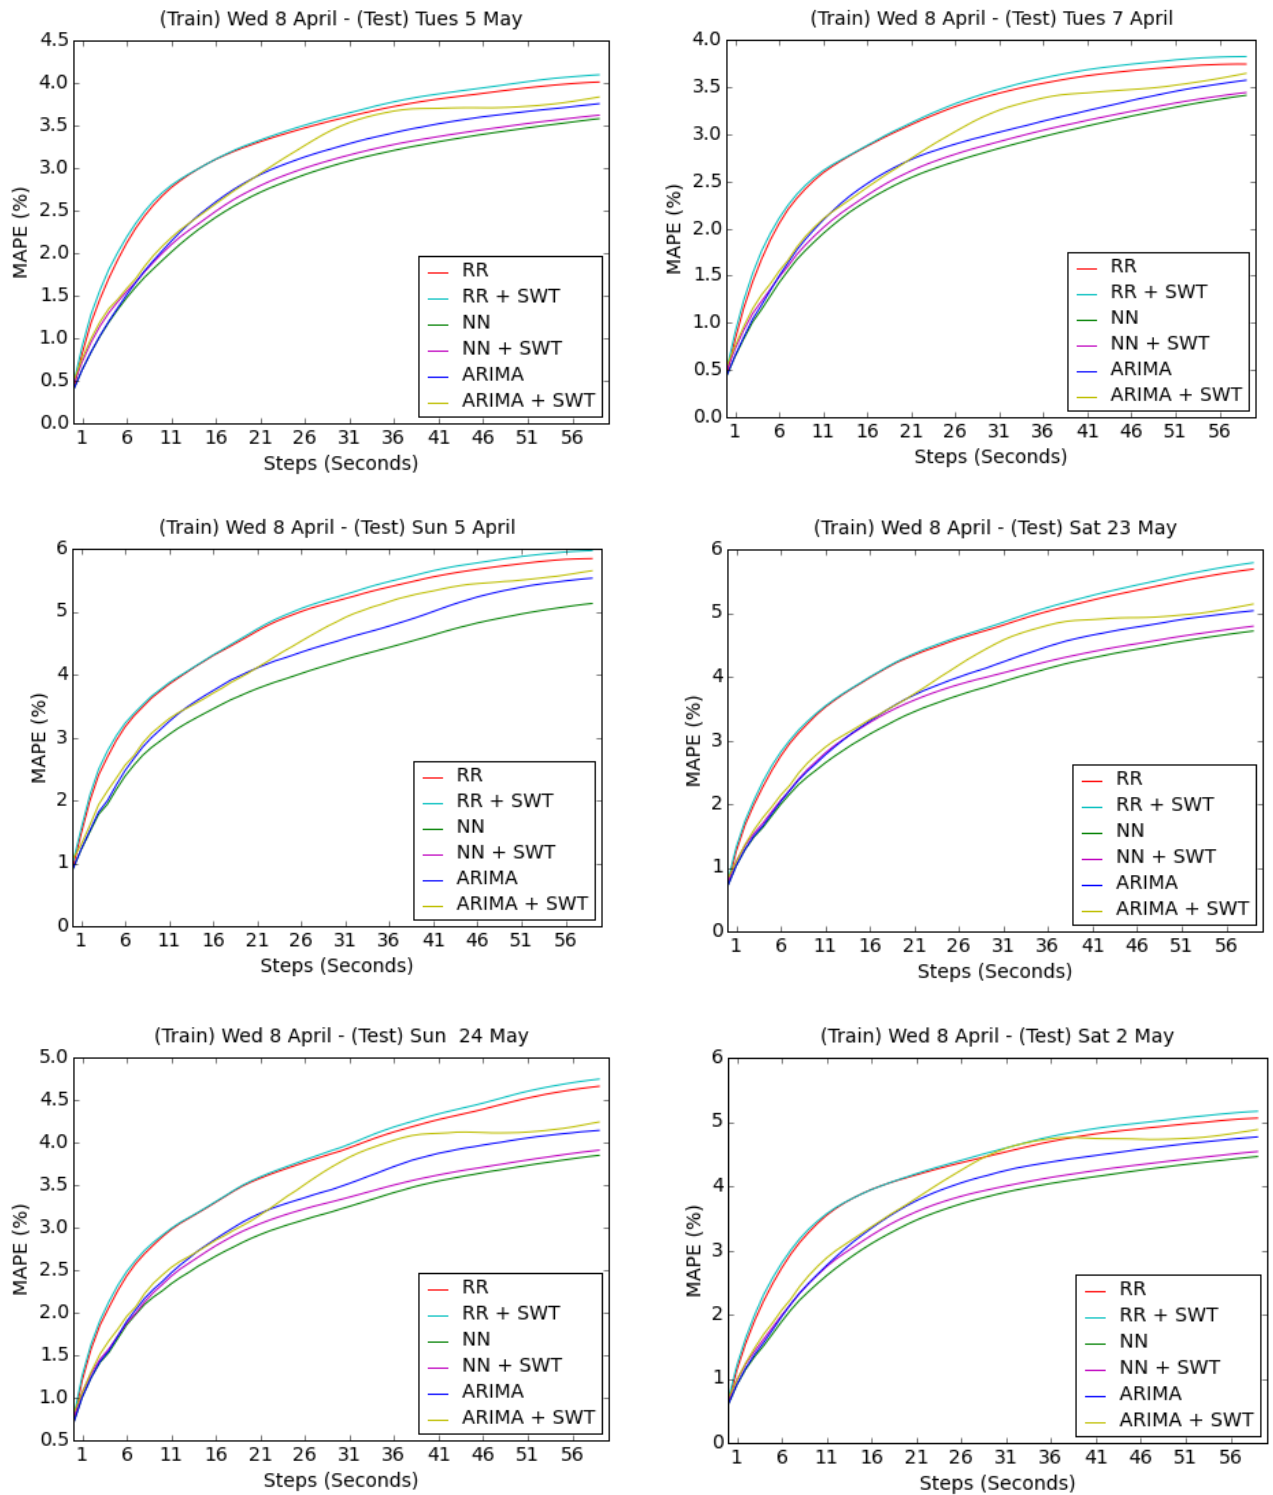 (Train) Wed 8 April - (Test) Tues 5 May
4.5
4.0
3.5
3.0
2.5
2.0
1.5
1.0
0.5
0.0
MAPE (%)
RR
RR + SWT
NN
NN + SWT
ARIMA
ARIMA + SWT
1 6 11 16 21 26 31 36 41 46 51 56
Steps (Seconds)
(Train) Wed 8 April - (Test) Tues 7 April
4.0
3.5
3.0
2.5
2.0
1.5
1.0
0.5
0.0
MAPE (%)
RR
RR + SWT
NN
NN + SWT
ARIMA
ARIMA + SWT
1 6 11 16 21 26 31 36 41 46 51 56
Steps (Seconds)
(Train) Wed 8 April - (Test) Sun 5 April
6
5
4
3
2
1
0
MAPE (%)
RR
RR + SWT
NN
NN + SWT
ARIMA
ARIMA + SWT
1 6 11 16 21 26 31 36 41 46 51 56
Steps (Seconds)
(Train) Wed 8 April - (Test) Sat 23 May
6
5
4
3
2
1
0
MAPE (%)
RR
RR + SWT
NN
NN + SWT
ARIMA
ARIMA + SWT
1 6 11 16 21 26 31 36 41 46 51 56
Steps (Seconds)
(Train) Wed 8 April - (Test) Sun  24 May
5.0
4.5
4.0
3.5
3.0
2.5
2.0
1.5
1.0
0.5
MAPE (%)
RR
RR + SWT
NN
NN + SWT
ARIMA
ARIMA + SWT
1 6 11 16 21 26 31 36 41 46 51 56
Steps (Seconds)
(Train) Wed 8 April - (Test) Sat 2 May
6
5
4
3
2
1
0
MAPE (%)
RR
RR + SWT
NN
NN + SWT
ARIMA
ARIMA + SWT
1 6 11 16 21 26 31 36 41 46 51 56
Steps (Seconds)